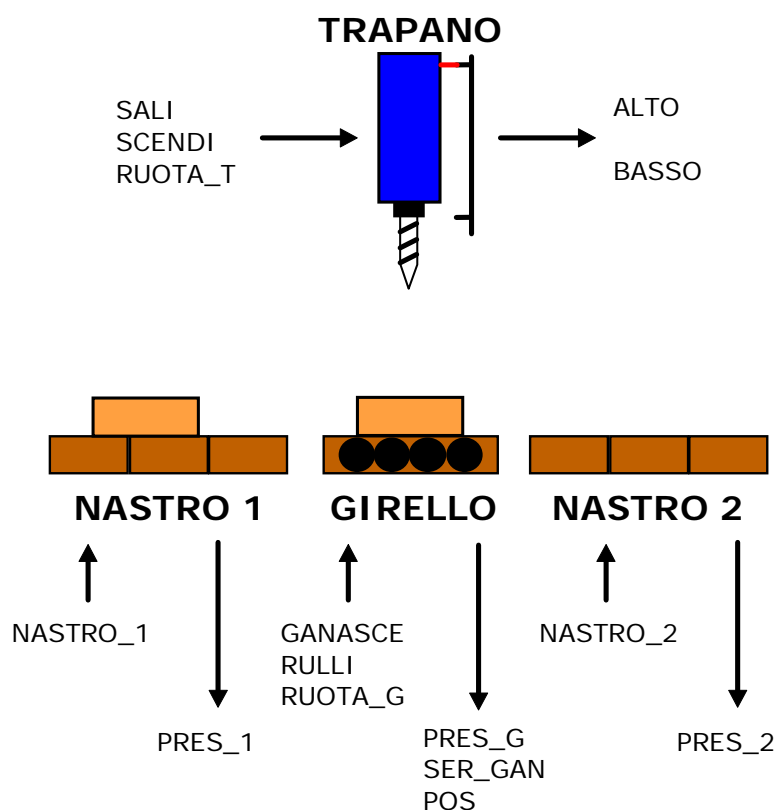 TRAPANO
SALI
SCENDI
RUOTA_T
ALTO
BASSO
NASTRO 1
GIRELLO
NASTRO 2
NASTRO_1
GANASCE
RULLI
RUOTA_G
NASTRO_2
PRES_1
PRES_G
SER_GAN
POS
PRES_2